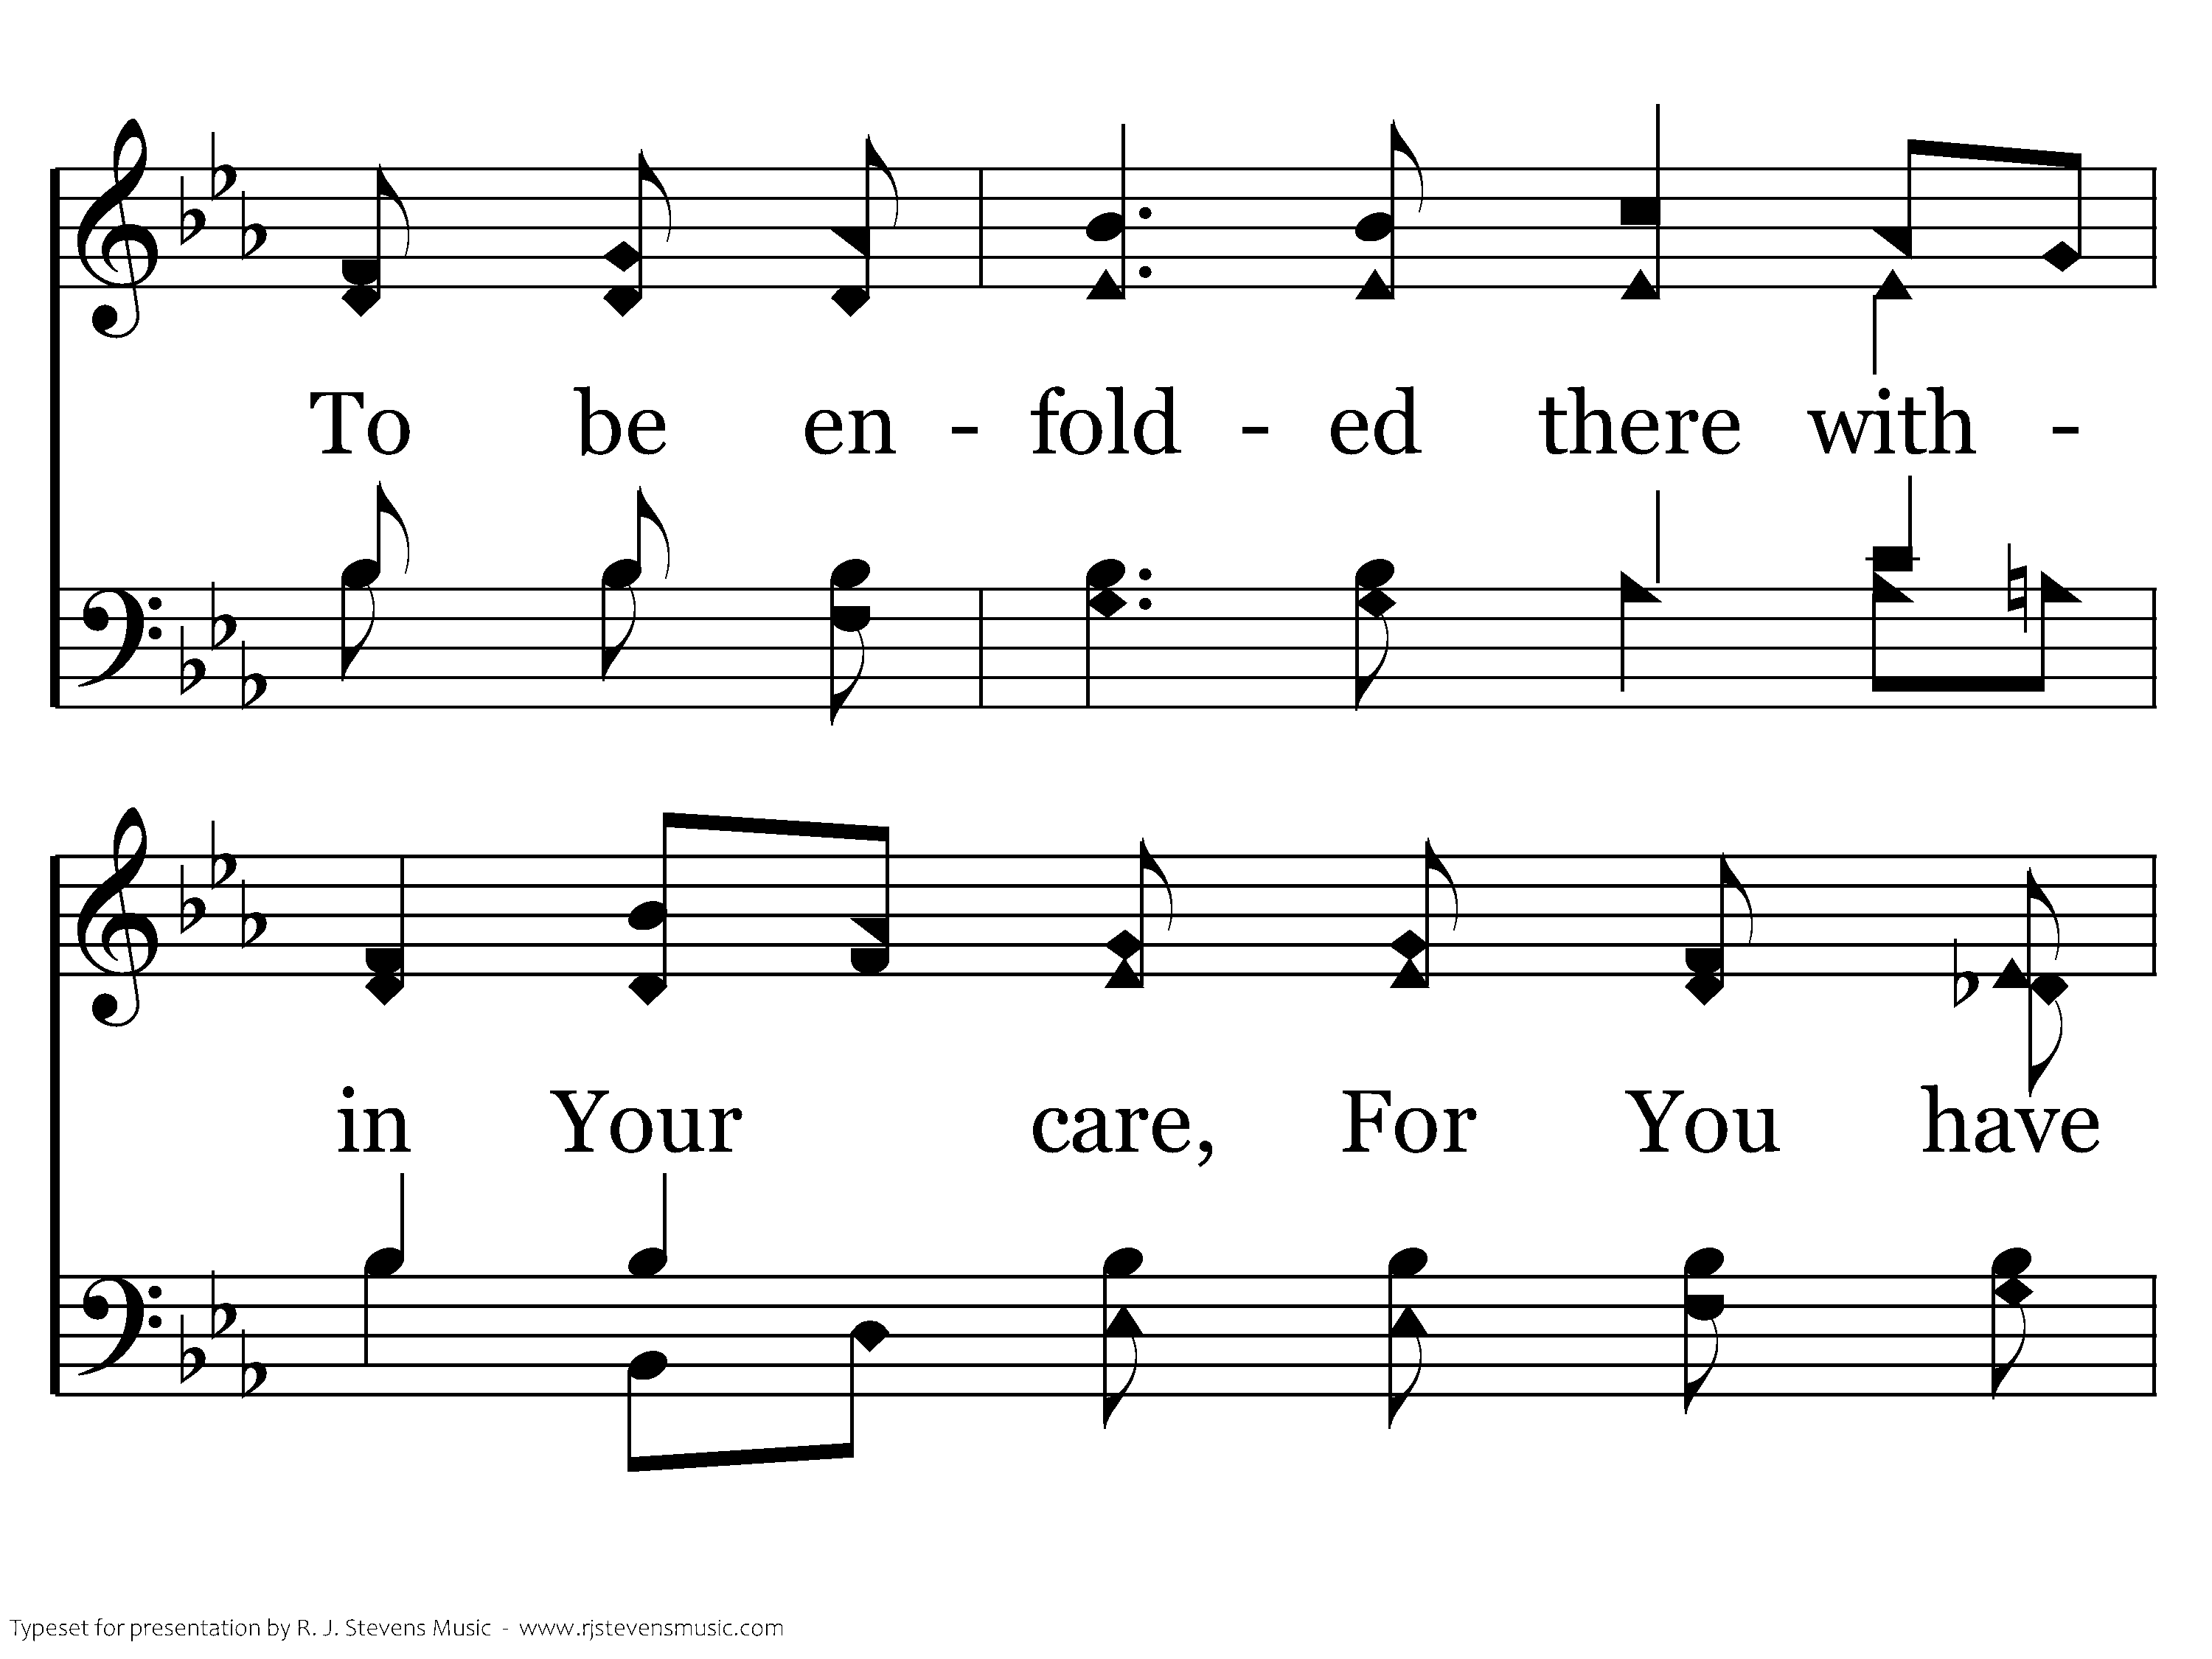 To be en - fold - ed there with -
in Your care, For You have
Typeset for presentation by R. J. Stevens Music - www.rjstevensmusic.com